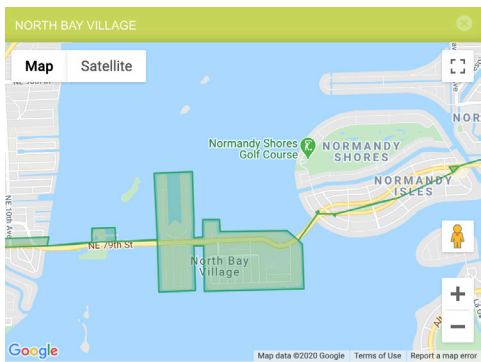 NORTH BAY VILLAGE
Map Satellite
Normandy Shores
Golf Course
NORMANDY
SHORES
NOR
NORMANDY
ISLES
NE 10th Ave
NE 79th St
North Bay
Village
Google
Map data ©2020 Google Terms of Use Report a map error